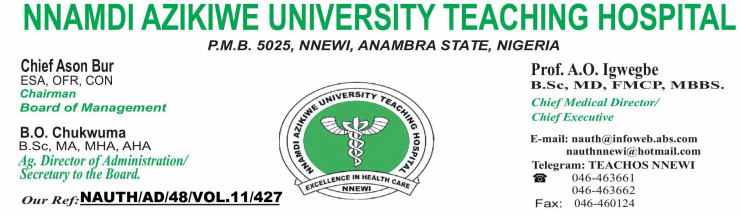 NNAMDI AZIKIWE UNIVERSITY TEACHING HOSPITAL
P.M.B. 5025, NNEWI, ANAMBRA STATE, NIGERIA
Chief Ason Bur
ESA, OFR, CON
Chairman
Board of Management
B.O. Chukwuma
B.Sc, MA, MHA, AHA
Ag. Director of Administration/
Secretary to the Board.
Our Ref:NAUTH/AD/48/VOL.11/427
NNAMDI AZIKIWE UNIVERSITY TEACHING HOSPITAL
EXCELLENCE IN HEALTH CARE
NNEWI
Prof. A.O. Igwegbe
B.Sc, MD, FMCP, MBBS.
Chief Medical Director/
Chief Executive
E-mail: nauth@infoweb.abs.com
nauthnnewi@hotmail.com
Telegram: TEACHOS NNEWI
☎ 046-463661
046-463662
Fax: 046-460124